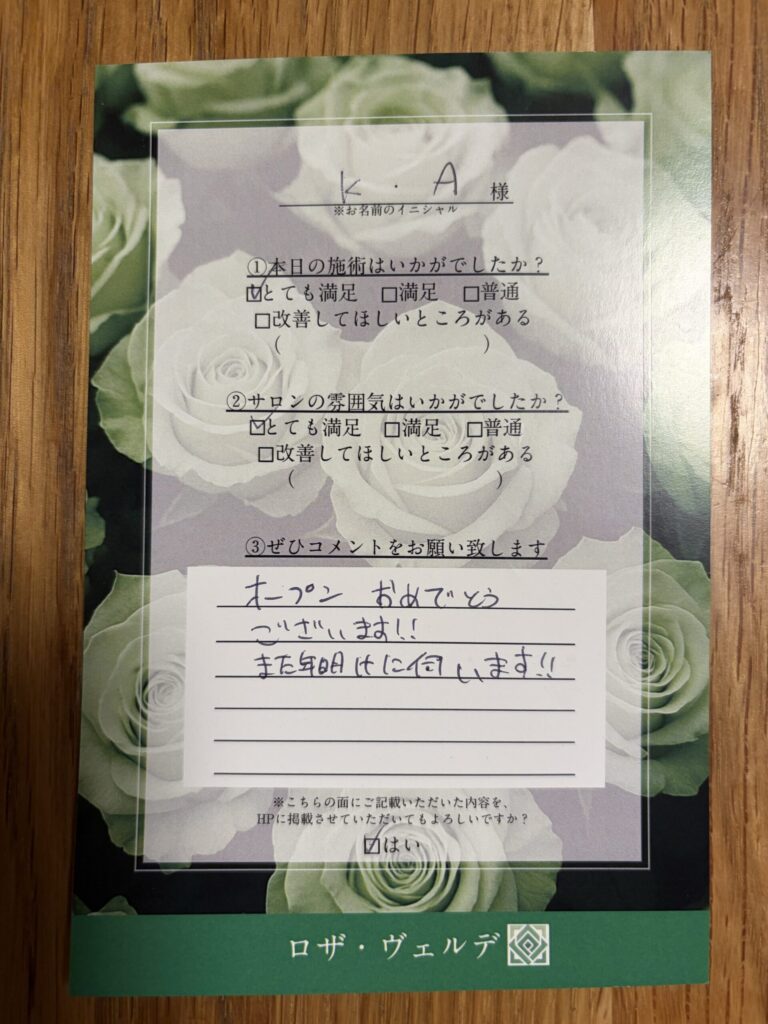 K・A 様
※お名前のイニシャル
①本日の施術はいかがでしたか？
☑とても満足 □満足 □普通
□改善してほしいところがある
( )
②サロンの雰囲気はいかがでしたか？
☑とても満足 □満足 □普通
□改善してほしいところがある
( )
③ぜひコメントをお願い致します
オープン おめでとう
ございます!!
また年明けに伺います!!
※こちらの面にご記載いただいた内容を、
HPに掲載させていただいてもよろしいですか？
☑はい
ロザ・ヴェルデ